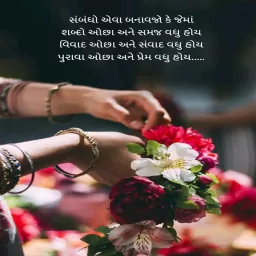 સંબંધો એવા બનાવજો કે જેમાં
શબ્દો ઓછા અને સમજ વધુ હોય
વિવાદ ઓછા અને સંવાદ વધુ હોય
પુરાવા ઓછા અને પ્રેમ વધુ હોય.....